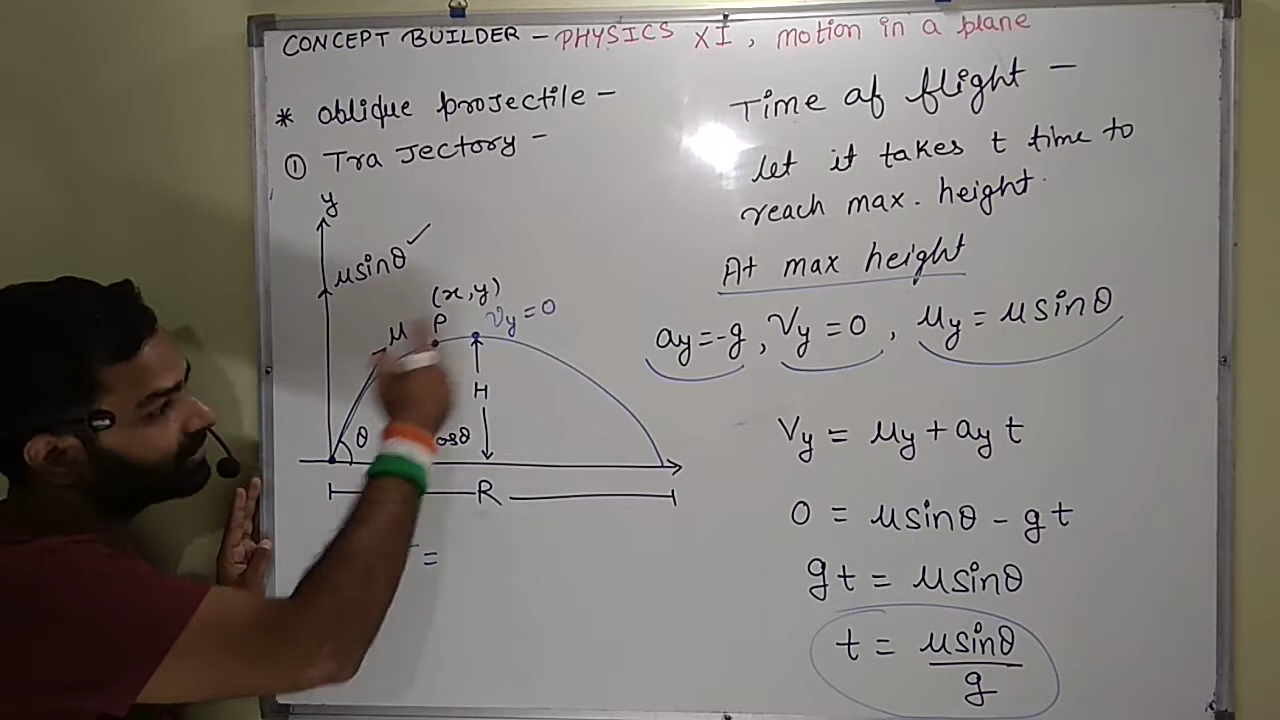 CONCEPT BUILDER - PHYSICS XI, motion in a plane
* oblique projectile -
① Trajectory -
y
usinθ ✓
(x,y)
u
P
Vy = 0
H
θ
osθ
R
=
Time of flight -
let it takes t time to
reach max. height.
At max height
ay=-g, Vy=0, uy=usinθ
Vy = uy + ay t
0 = usinθ - gt
gt = usinθ
t = usinθ
g